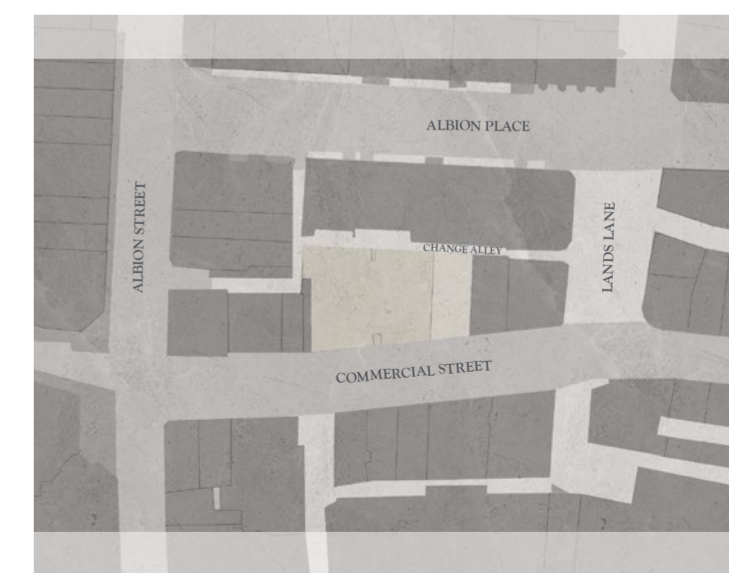 ALBION PLACE
ALBION STREET
LANDS LANE
CHANGE ALLEY
COMMERCIAL STREET